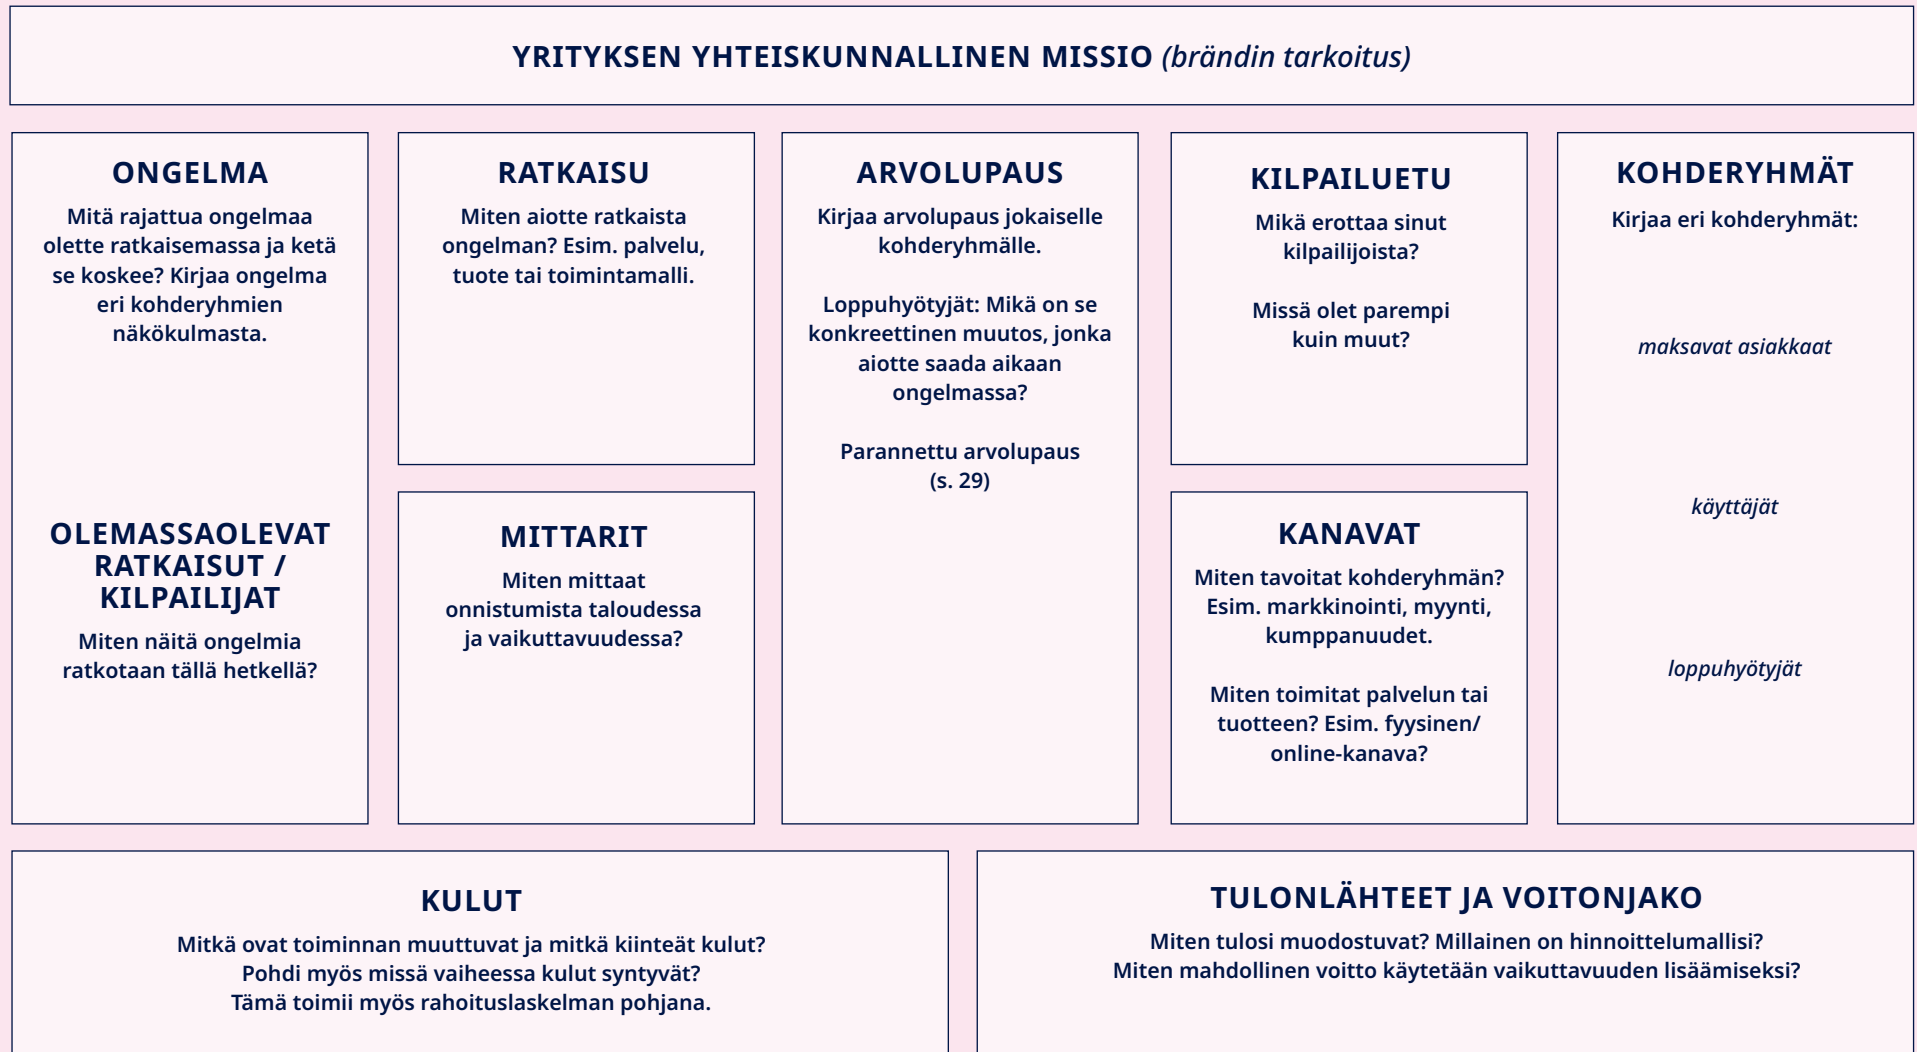 YRITYKSEN YHTEISKUNNALLINEN MISSIO (brändin tarkoitus)
ONGELMA
Mitä rajattua ongelmaa
olette ratkaisemassa ja ketä
se koskee? Kirjaa ongelma
eri kohderyhmien
näkökulmasta.
OLEMASSAOLEVAT
RATKAISUT /
KILPAILIJAT
Miten näitä ongelmia
ratkotaan tällä hetkellä?
RATKAISU
Miten aiotte ratkaista
ongelman? Esim. palvelu,
tuote tai toimintamalli.
MITTARIT
Miten mittaat
onnistumista taloudessa
ja vaikuttavuudessa?
ARVOLUPAUS
Kirjaa arvolupaus jokaiselle
kohderyhmälle.
Loppuhyötyjät: Mikä on se
konkreettinen muutos, jonka
aiotte saada aikaan
ongelmassa?
Parannettu arvolupaus
(s. 29)
KILPAILUETU
Mikä erottaa sinut
kilpailijoista?
Missä olet parempi
kuin muut?
KANAVAT
Miten tavoitat kohderyhmän?
Esim. markkinointi, myynti,
kumppanuudet.
Miten toimitat palvelun tai
tuotteen? Esim. fyysinen/
online-kanava?
KOHDERYHMÄT
Kirjaa eri kohderyhmät:
maksavat asiakkaat
käyttäjät
loppuhyötyjät
KULUT
Mitkä ovat toiminnan muuttuvat ja mitkä kiinteät kulut?
Pohdi myös missä vaiheessa kulut syntyvät?
Tämä toimii myös rahoituslaskelman pohjana.
TULONLÄHTEET JA VOITONJAKO
Miten tulosi muodostuvat? Millainen on hinnoittelumallisi?
Miten mahdollinen voitto käytetään vaikuttavuuden lisäämiseksi?